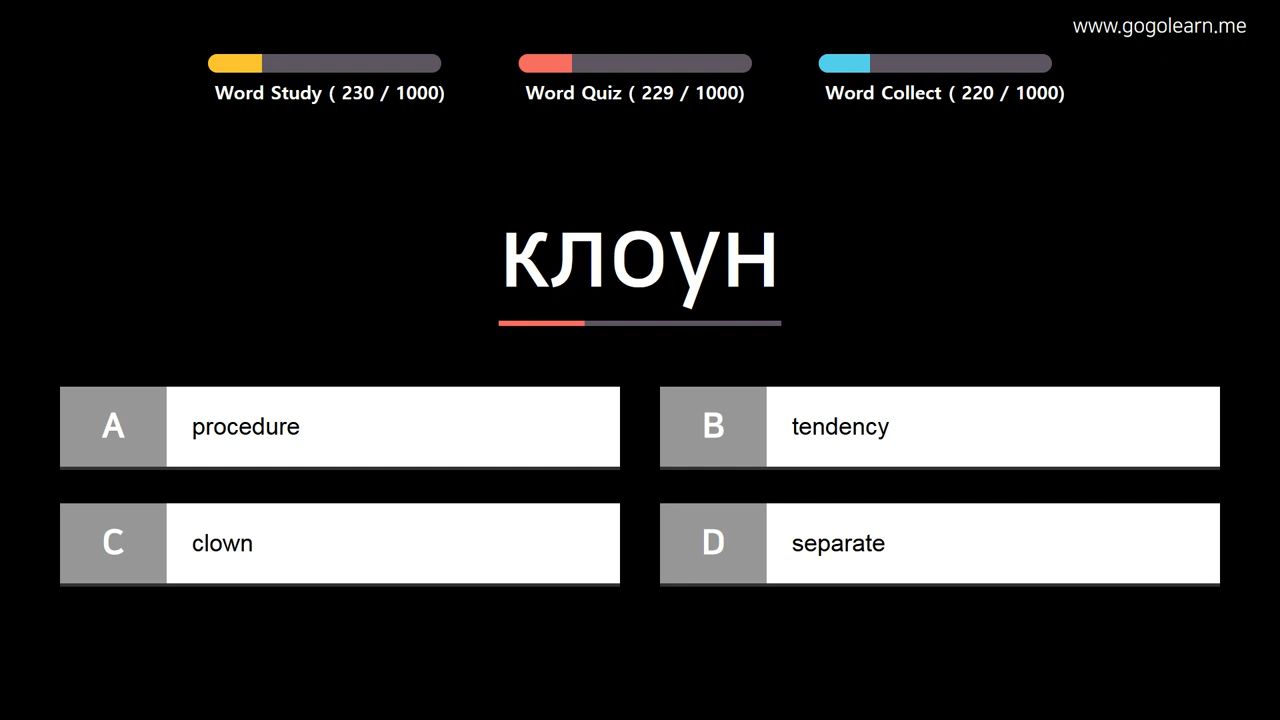 www.gogolearn.me
Word Study ( 230 / 1000)
Word Quiz ( 229 / 1000)
Word Collect ( 220 / 1000)
клоун
A procedure
B tendency
C clown
D separate